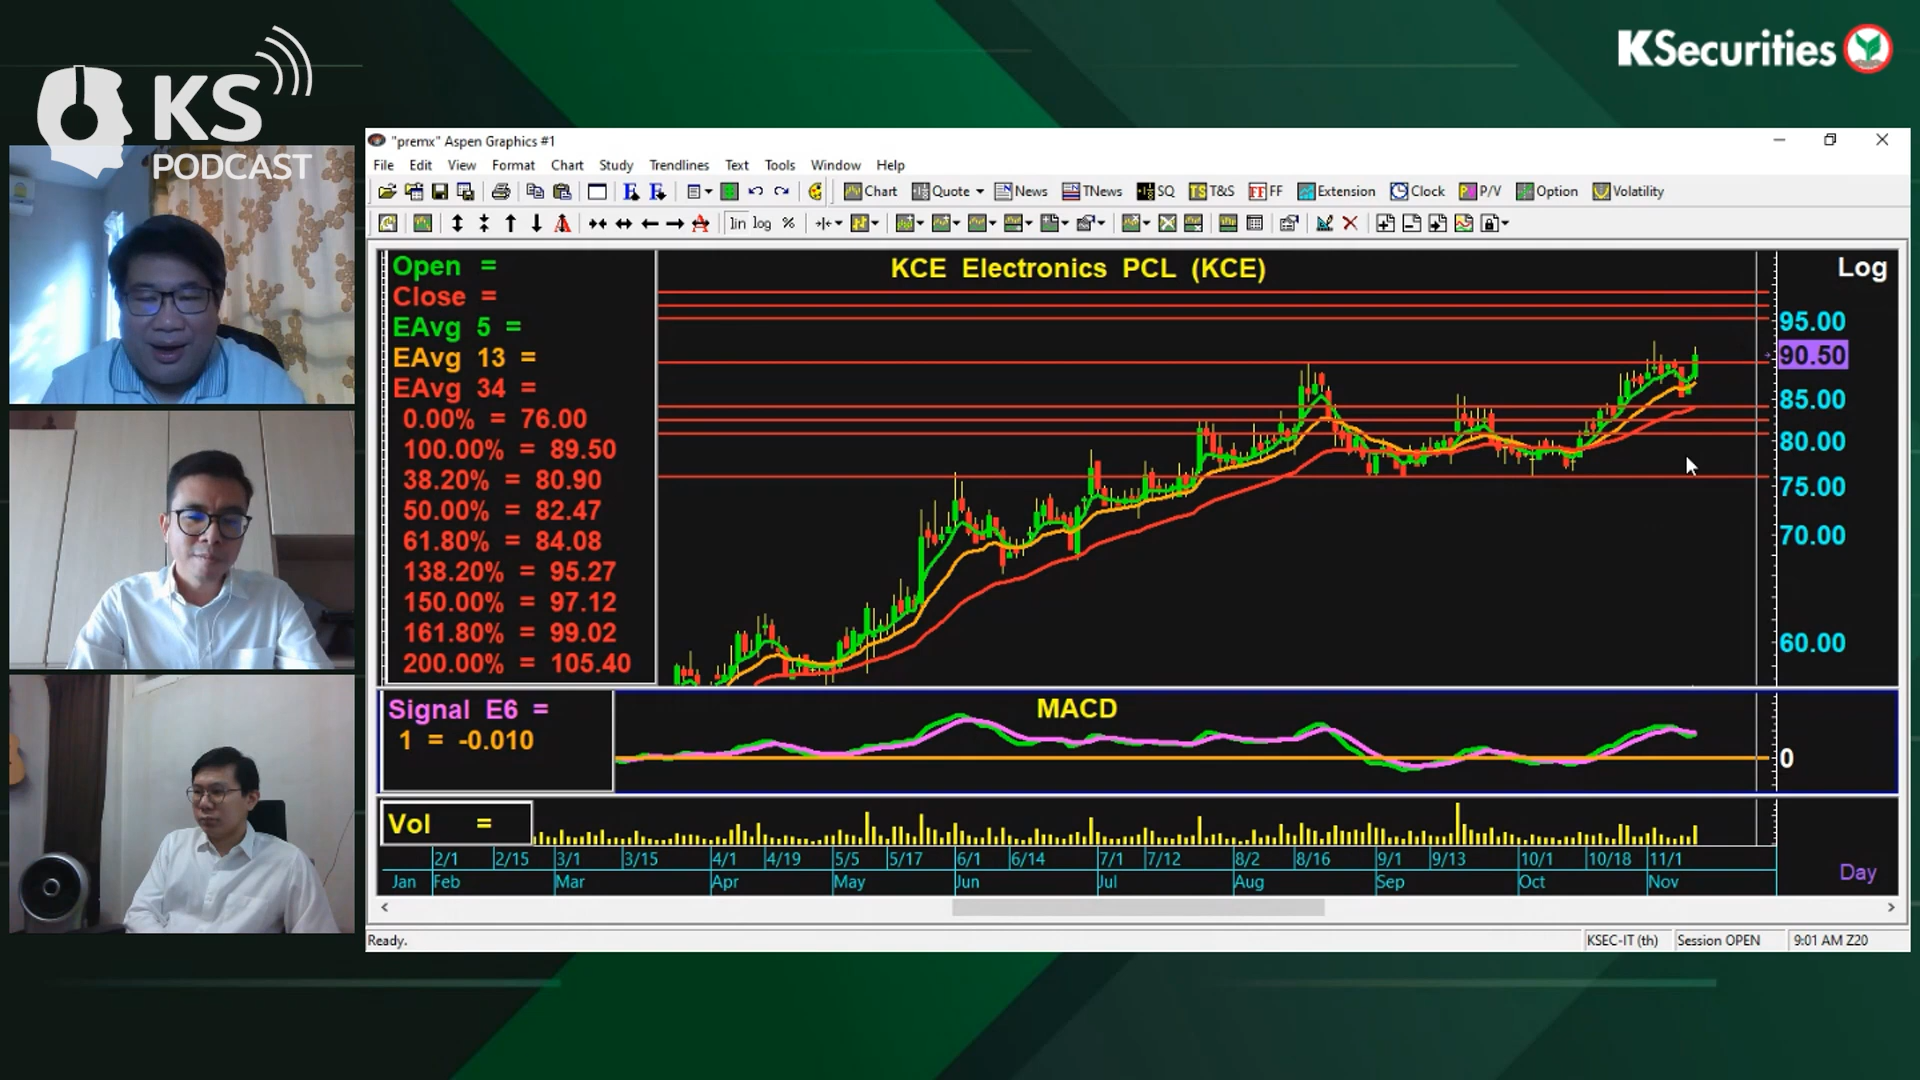 KS
PODCAST
KSecurities
"premx" Aspen Graphics #1
File Edit View Format Chart Study Trendlines Text Tools Window Help
Chart Quote News TNews SQ TS T&S FF FF Extension Clock P/V Option Volatility
lin log %
Open =
Close =
EAvg 5 =
EAvg 13 =
EAvg 34 =
0.00% = 76.00
100.00% = 89.50
38.20% = 80.90
50.00% = 82.47
61.80% = 84.08
138.20% = 95.27
150.00% = 97.12
161.80% = 99.02
200.00% = 105.40
KCE Electronics PCL (KCE)
Log
95.00
90.50
85.00
80.00
75.00
70.00
60.00
Signal E6 =
1 = -0.010
MACD
0
Vol =
2/1 2/15 3/1 3/15 4/1 4/19 5/5 5/17 6/1 6/14 7/1 7/12 8/2 8/16 9/1 9/13 10/1 10/18 11/1
Jan Feb Mar Apr May Jun Jul Aug Sep Oct Nov
Day
Ready.
KSEC-IT (th) Session OPEN 9:01 AM Z20